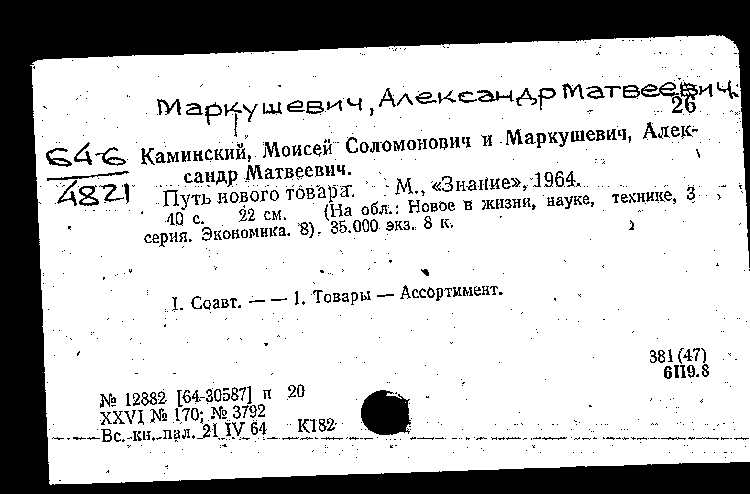 Маркушевич, Александр Матвеевич.
26
64-6
4821
Каминский, Моисей Соломонович и Маркушевич, Алек-
сандр Матвеевич.
Путь нового товара. М., «Знание», 1964.
40 с. 22 см. (На обл.: Новое в жизни, науке, технике, 3
серия. Экономика. 8). 35.000 экз. 8 к.
I. Соавт. — — 1. Товары — Ассортимент.
381(47)
6П9.8
№ 12882 [64-30587] п 20
XXVI № 170; № 3792
Вс. кн. пал. 21 IV 64 К182